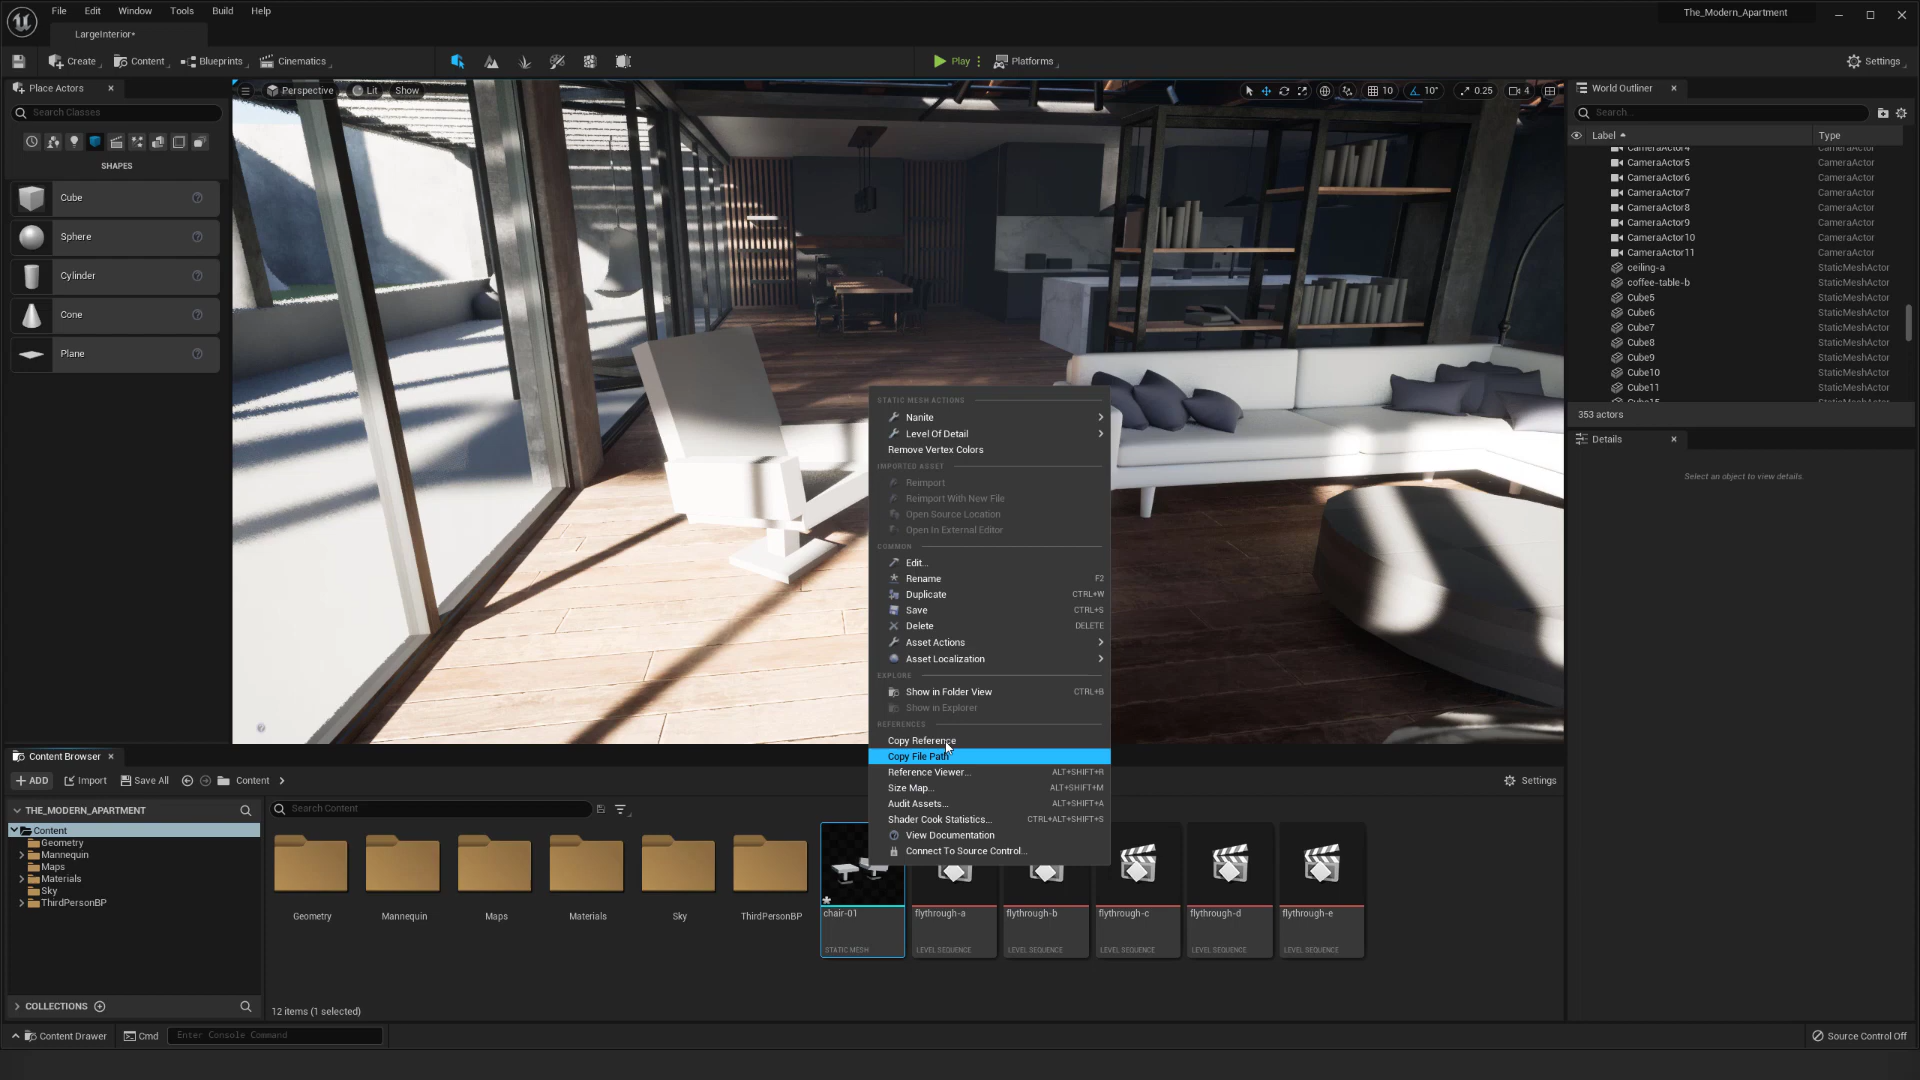 File Edit Window Tools Build Help
The_Modern_Apartment
LargeInterior*
Create
Content
Blueprints
Cinematics
Play
Platforms
Settings
Place Actors
Search Classes
SHAPES
Cube
Sphere
Cylinder
Cone
Plane
Perspective
Lit
Show
10
10°
0.25
4
World Outliner
Search...
Label
Type
CameraActor4 CameraActor
CameraActor5 CameraActor
CameraActor6 CameraActor
CameraActor7 CameraActor
CameraActor8 CameraActor
CameraActor9 CameraActor
CameraActor10 CameraActor
CameraActor11 CameraActor
ceiling-a StaticMeshActor
coffee-table-b StaticMeshActor
Cube5 StaticMeshActor
Cube6 StaticMeshActor
Cube7 StaticMeshActor
Cube8 StaticMeshActor
Cube9 StaticMeshActor
Cube10 StaticMeshActor
Cube11 StaticMeshActor
353 actors
Details
Select an object to view details.
STATIC MESH ACTIONS
Nanite
Level Of Detail
Remove Vertex Colors
IMPORTED ASSET
Reimport
Reimport With New File
Open Source Location
Open In External Editor
COMMON
Edit...
Rename F2
Duplicate CTRL+W
Save CTRL+S
Delete DELETE
Asset Actions
Asset Localization
EXPLORE
Show in Folder View CTRL+B
Show in Explorer
REFERENCES
Copy Reference
Copy File Path
Reference Viewer... ALT+SHIFT+R
Size Map... ALT+SHIFT+M
Audit Assets... ALT+SHIFT+A
Shader Cook Statistics... CTRL+ALT+SHIFT+S
View Documentation
Connect To Source Control...
Content Browser
ADD
Import
Save All
Content
Settings
THE_MODERN_APARTMENT
Content
Geometry
Mannequin
Maps
Materials
Sky
ThirdPersonBP
COLLECTIONS
Search Content
Geometry
Mannequin
Maps
Materials
Sky
ThirdPersonBP
chair-01
STATIC MESH
flythrough-a
LEVEL SEQUENCE
flythrough-b
LEVEL SEQUENCE
flythrough-c
LEVEL SEQUENCE
flythrough-d
LEVEL SEQUENCE
flythrough-e
LEVEL SEQUENCE
12 items (1 selected)
Content Drawer
Cmd
Enter Console Command
Source Control Off